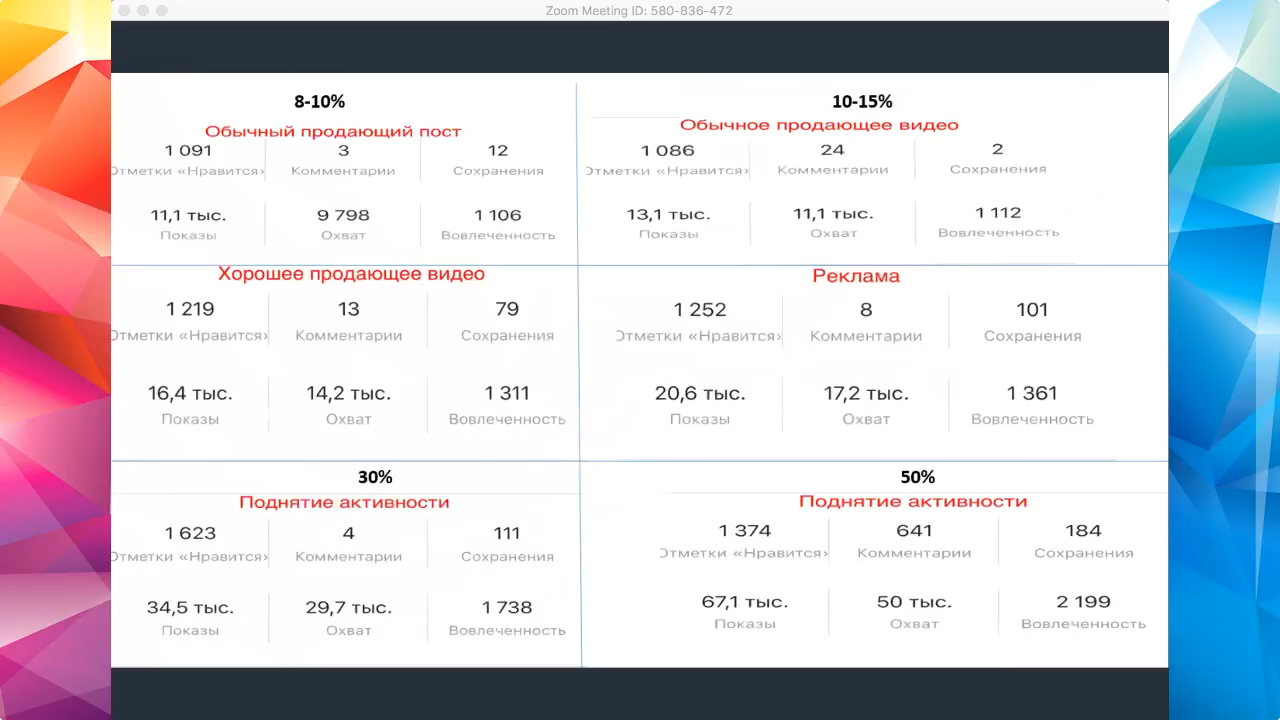 Zoom Meeting ID: 580-836-472
8-10%
Обычный продающий пост
1 091 3 12
Отметки «Нравится» Комментарии Сохранения
11,1 тыс. 9 798 1 106
Показы Охват Вовлеченность
10-15%
Обычное продающее видео
1 086 24 2
Отметки «Нравится» Комментарии Сохранения
13,1 тыс. 11,1 тыс. 1 112
Показы Охват Вовлеченность
Хорошее продающее видео
1 219 13 79
Отметки «Нравится» Комментарии Сохранения
16,4 тыс. 14,2 тыс. 1 311
Показы Охват Вовлеченность
Реклама
1 252 8 101
Отметки «Нравится» Комментарии Сохранения
20,6 тыс. 17,2 тыс. 1 361
Показы Охват Вовлеченность
30%
Поднятие активности
1 623 4 111
Отметки «Нравится» Комментарии Сохранения
34,5 тыс. 29,7 тыс. 1 738
Показы Охват Вовлеченность
50%
Поднятие активности
1 374 641 184
Отметки «Нравится» Комментарии Сохранения
67,1 тыс. 50 тыс. 2 199
Показы Охват Вовлеченность